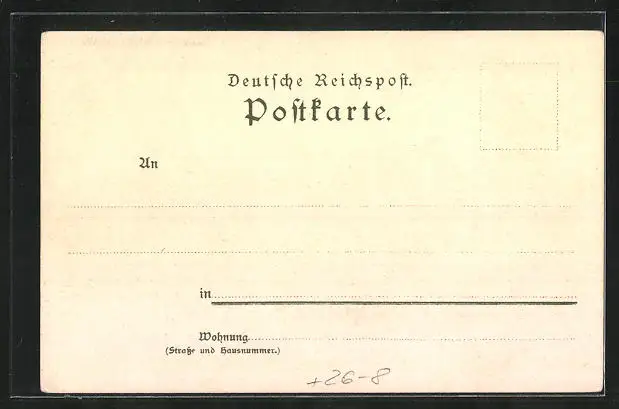 Deutsche Reichspost.
Postkarte.
An
in
Wohnung
(Straße und Hausnummer.)
+26-8